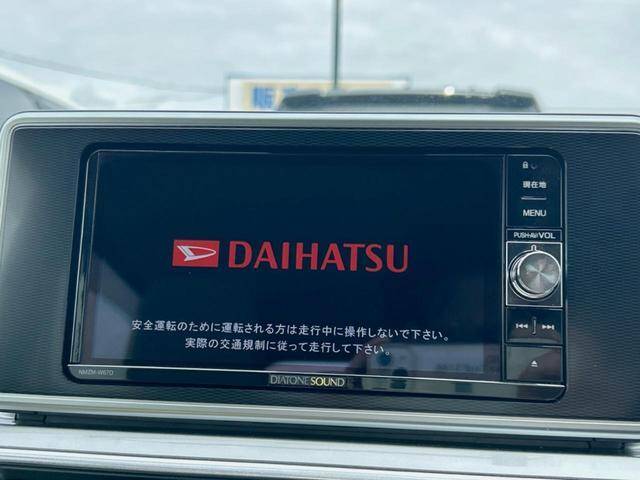 現在地
MENU
PUSH-AV VOL
DAIHATSU
安全運転のために運転される方は走行中に操作しないで下さい。
実際の交通規制に従って走行して下さい。
NMZM-W67D
DIATONE SOUND